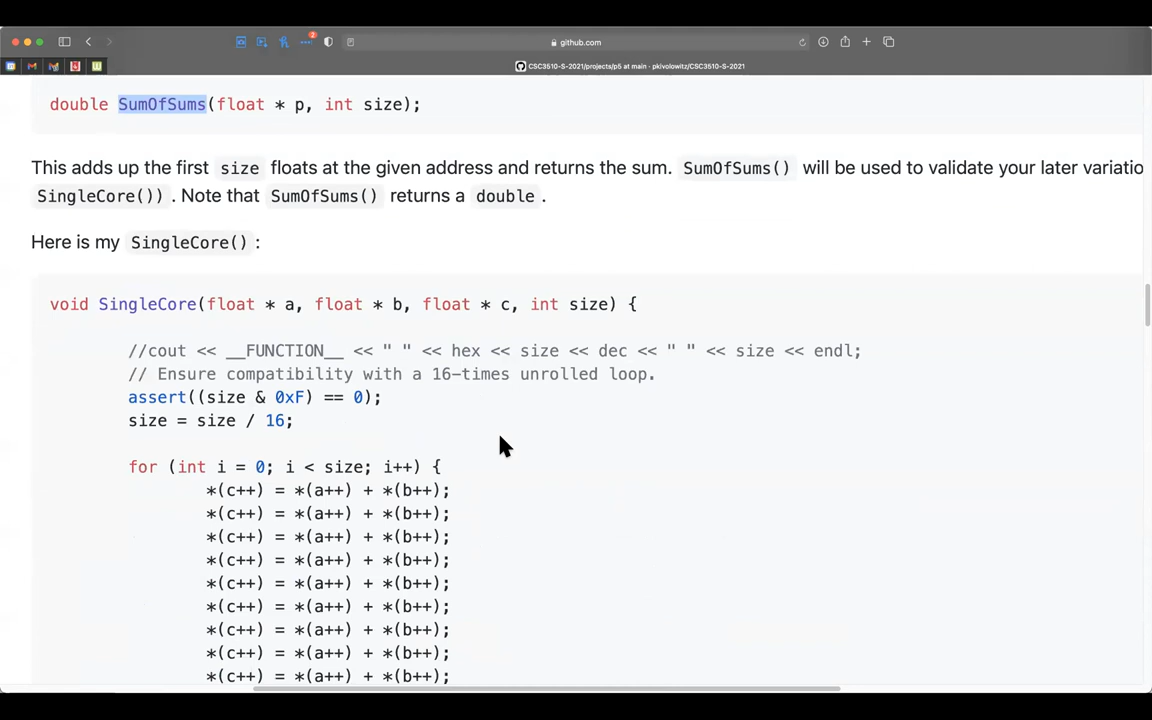 2
github.com
CSC3510-S-2021/projects/p5 at main · pkivolowitz/CSC3510-S-2021
double SumOfSums(float * p, int size);
This adds up the first size floats at the given address and returns the sum. SumOfSums() will be used to validate your later variatio
SingleCore()) . Note that SumOfSums() returns a double .
Here is my SingleCore() :
void SingleCore(float * a, float * b, float * c, int size) {
//cout << __FUNCTION__ << " " << hex << size << dec << " " << size << endl;
// Ensure compatibility with a 16-times unrolled loop.
assert((size & 0xF) == 0);
size = size / 16;
for (int i = 0; i < size; i++) {
*(c++) = *(a++) + *(b++);
*(c++) = *(a++) + *(b++);
*(c++) = *(a++) + *(b++);
*(c++) = *(a++) + *(b++);
*(c++) = *(a++) + *(b++);
*(c++) = *(a++) + *(b++);
*(c++) = *(a++) + *(b++);
*(c++) = *(a++) + *(b++);
*(c++) = *(a++) + *(b++);